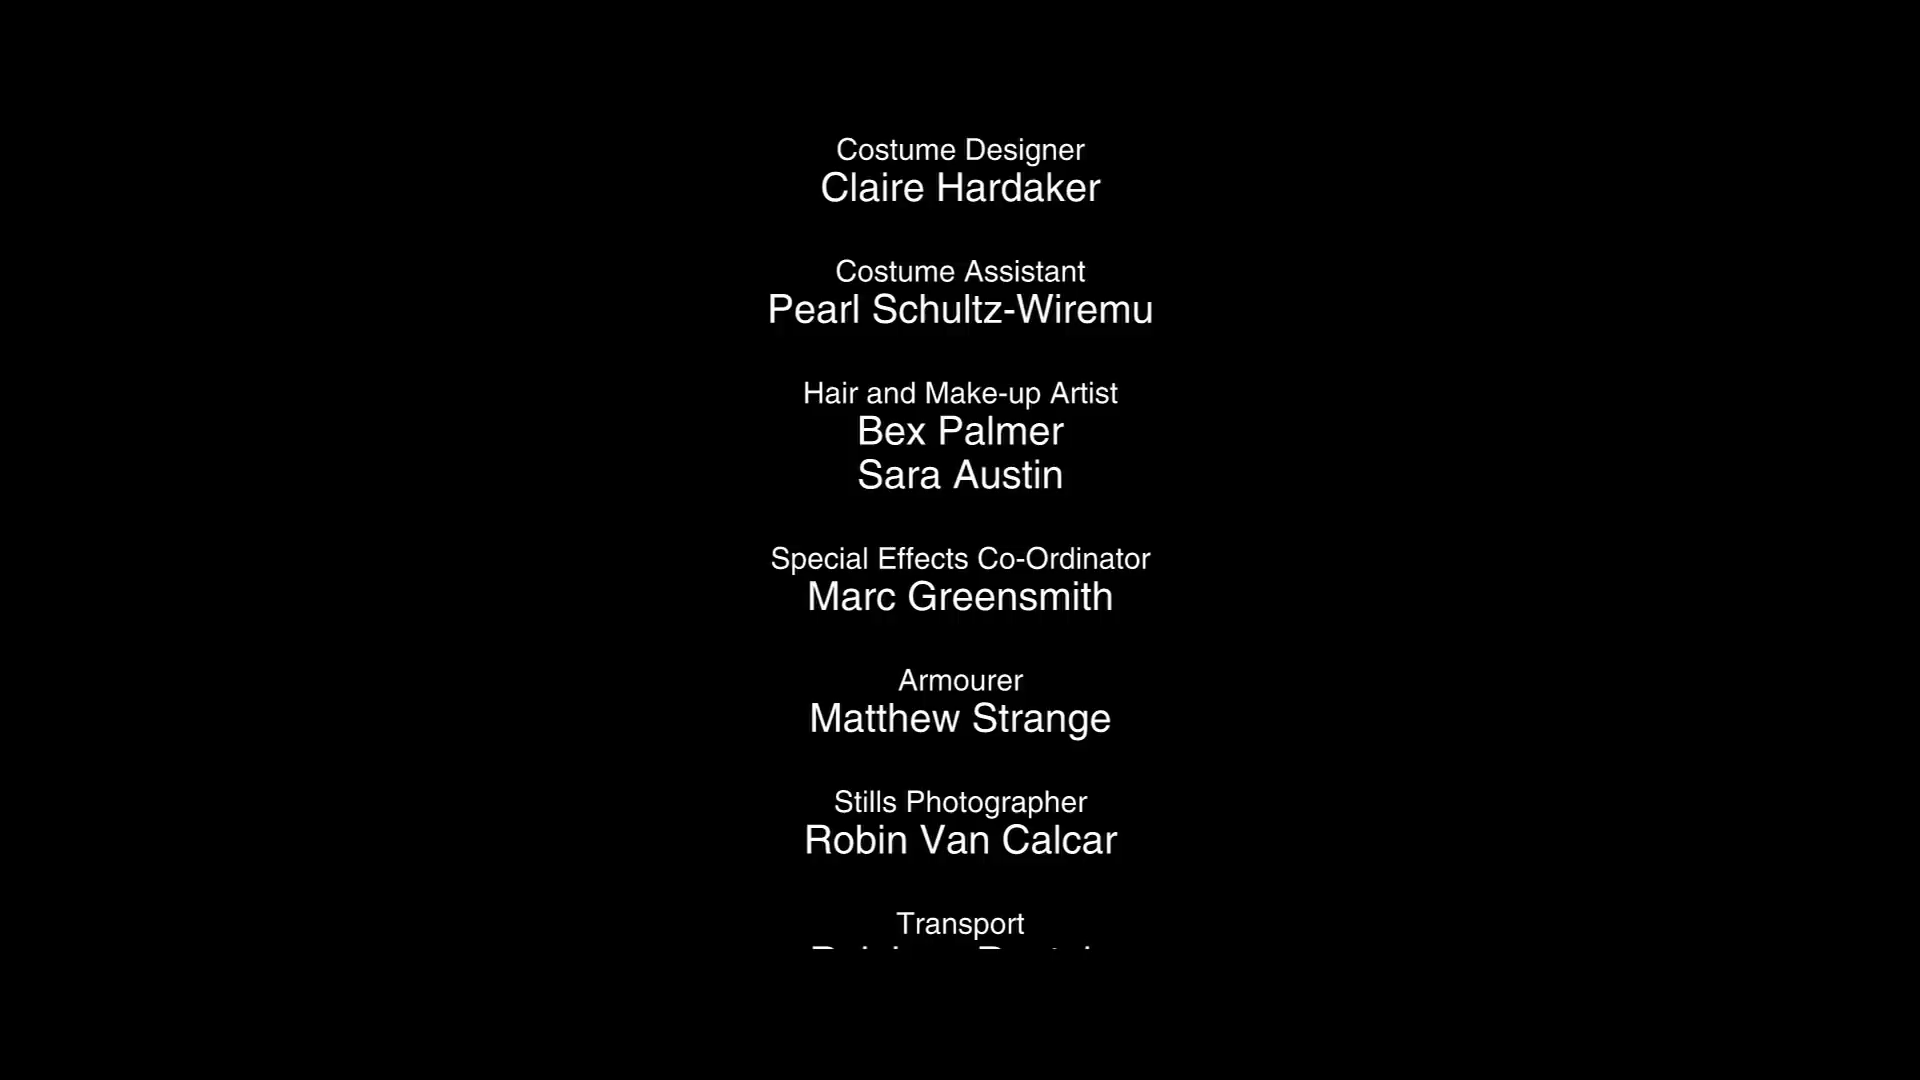 Costume Designer
Claire Hardaker
Costume Assistant
Pearl Schultz-Wiremu
Hair and Make-up Artist
Bex Palmer
Sara Austin
Special Effects Co-Ordinator
Marc Greensmith
Armourer
Matthew Strange
Stills Photographer
Robin Van Calcar
Transport